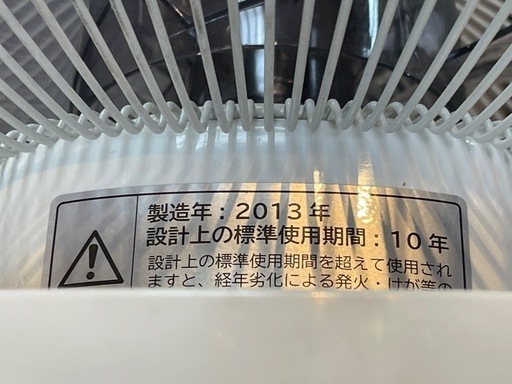 製造年：2013年
設計上の標準使用期間：10年
設計上の標準使用期間を超えて使用され
ますと、経年劣化による発火・けが等の